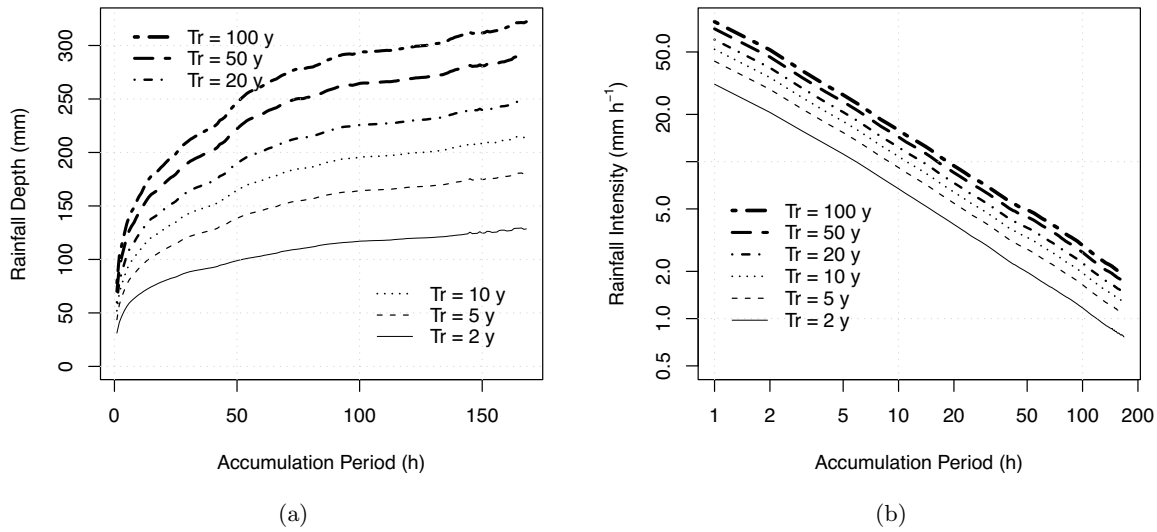 Rainfall Depth (mm)
0 50 100 150 200 250 300
Tr = 100 y
Tr = 50 y
Tr = 20 y
Tr = 10 y
Tr = 5 y
Tr = 2 y
0 50 100 150
Accumulation Period (h)
(a)
Rainfall Intensity (mm h⁻¹)
0.5 1.0 2.0 5.0 20.0 50.0
Tr = 100 y
Tr = 50 y
Tr = 20 y
Tr = 10 y
Tr = 5 y
Tr = 2 y
1 2 5 10 20 50 100 200
Accumulation Period (h)
(b)